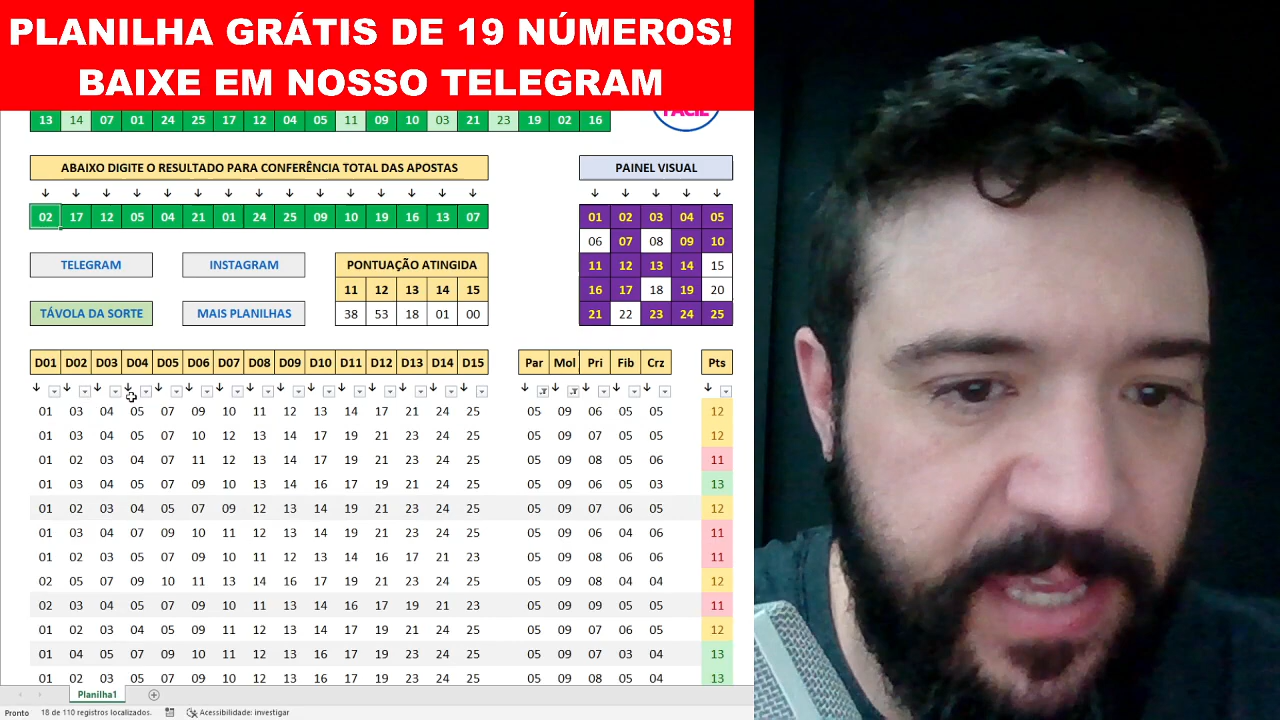 PLANILHA GRÁTIS DE 19 NÚMEROS!
BAIXE EM NOSSO TELEGRAM
13 14 07 01 24 25 17 12 04 05 11 09 10 03 21 23 19 02 16
FÁCIL
ABAIXO DIGITE O RESULTADO PARA CONFERÊNCIA TOTAL DAS APOSTAS
PAINEL VISUAL
02 17 12 05 04 21 01 24 25 09 10 19 16 13 07
01 02 03 04 05
06 07 08 09 10
11 12 13 14 15
16 17 18 19 20
21 22 23 24 25
TELEGRAM INSTAGRAM PONTUAÇÃO ATINGIDA
11 12 13 14 15
TÁVOLA DA SORTE MAIS PLANILHAS 38 53 18 01 00
D01 D02 D03 D04 D05 D06 D07 D08 D09 D10 D11 D12 D13 D14 D15 Par Mol Pri Fib Crz Pts
01 03 04 05 07 09 10 11 12 13 14 17 21 24 25 05 09 06 05 05 12
01 03 04 05 07 10 12 13 14 17 19 21 23 24 25 05 09 07 05 05 12
01 03 04 05 07 11 12 13 14 17 19 21 23 24 25 05 09 08 05 06 11
01 03 04 05 07 09 10 12 14 16 17 19 21 24 25 05 09 06 05 03 13
01 02 03 04 05 07 09 12 13 14 19 21 23 24 25 05 09 07 06 05 12
01 03 04 07 09 10 11 12 13 14 17 19 23 24 25 05 09 06 04 06 11
01 02 03 05 07 09 10 11 12 13 14 16 17 21 23 05 09 08 06 06 11
02 05 07 09 10 11 13 14 16 17 19 21 23 24 25 05 09 08 04 04 12
02 03 04 05 07 09 10 11 13 14 16 17 19 21 23 05 09 09 05 05 11
01 02 03 04 05 09 11 12 13 14 17 19 21 24 25 05 09 07 06 05 12
01 04 05 07 09 10 11 12 13 16 17 19 23 24 25 05 09 07 03 04 13
01 02 03 05 07 09 10 11 12 13 17 19 21 24 25 05 09 08 06 04 13
Planilha1
Pronto 18 de 110 registros localizados. Acessibilidade: investigar